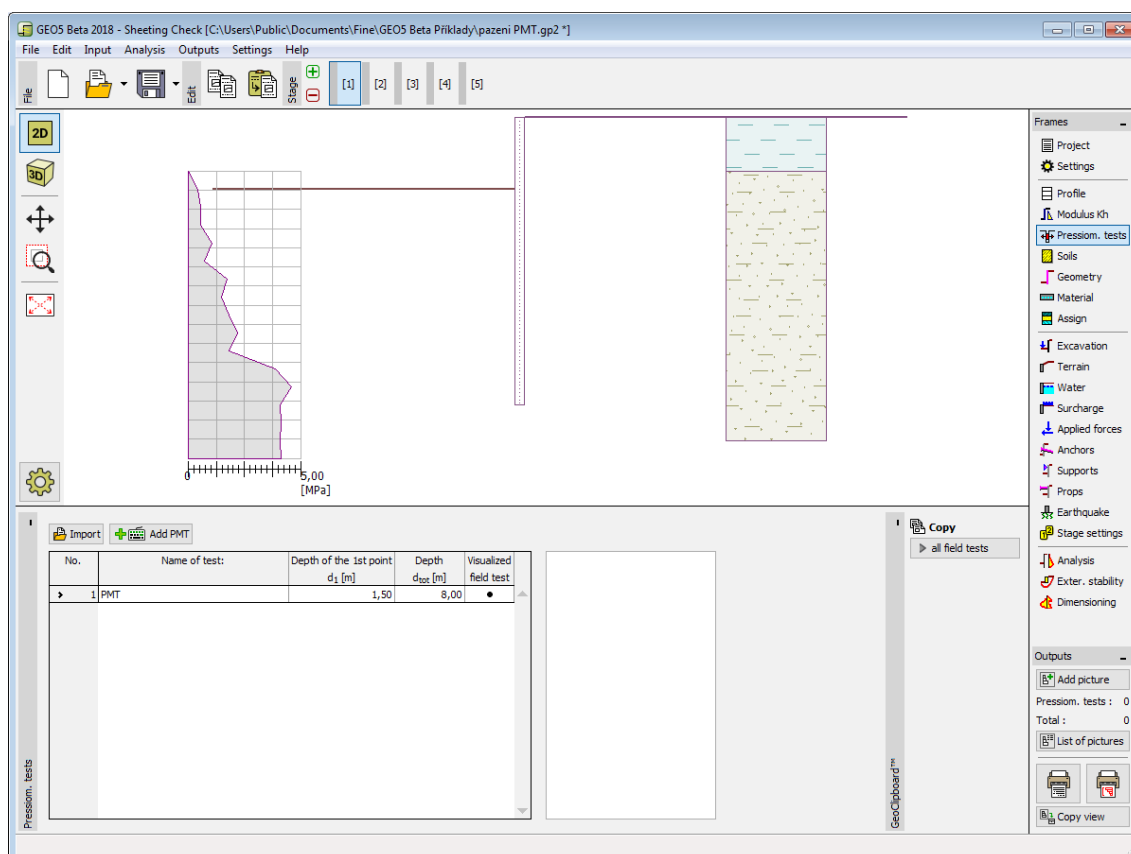 GEO5 Beta 2018 - Sheeting Check [C:\Users\Public\Documents\Fine\GEO5 Beta Příklady\pazeni PMT.gp2 *]
File Edit Input Analysis Outputs Settings Help
File
Edit
Stage
[1] [2] [3] [4] [5]
2D
3D
0
5,00
[MPa]
Frames
Project
Settings
Profile
Modulus Kh
Pressiom. tests
Soils
Geometry
Material
Assign
Excavation
Terrain
Water
Surcharge
Applied forces
Anchors
Supports
Props
Earthquake
Stage settings
Analysis
Exter. stability
Dimensioning
Outputs
Add picture
Pressiom. tests : 0
Total : 0
List of pictures
Copy view
Pressiom. tests
Import Add PMT
No. Name of test: Depth of the 1st point Depth Visualized
d1 [m] dtot [m] field test
1 PMT 1,50 8,00
GeoClipboard™
Copy
all field tests